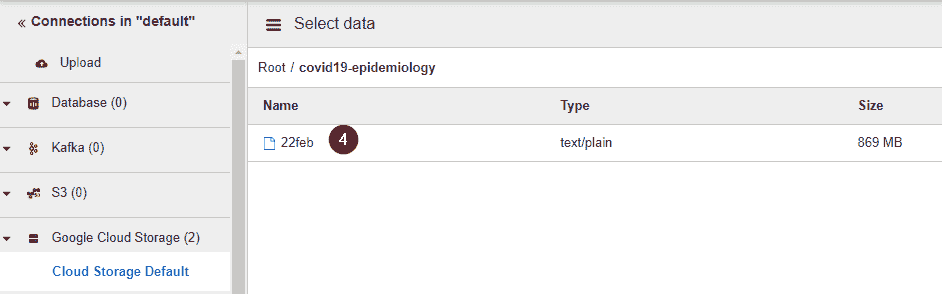 « Connections in "default"
Upload
Database (0)
Kafka (0)
S3 (0)
Google Cloud Storage (2)
Cloud Storage Default
Select data
Root / covid19-epidemiology
Name Type Size
22feb 4 text/plain 869 MB